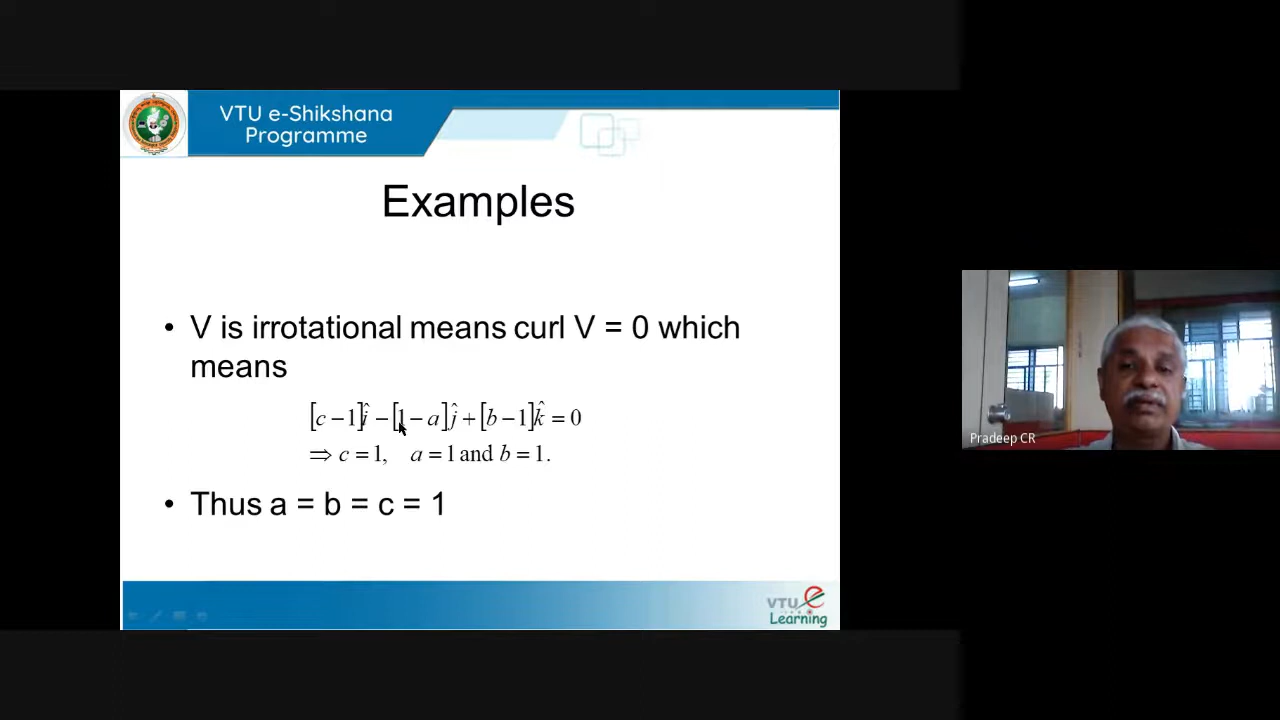 VTU e-Shikshana
Programme
Examples
• V is irrotational means curl V = 0 which
means
[c − 1]î − [1 − a]ĵ + [b − 1]k̂ = 0
⇒ c = 1, a = 1 and b = 1.
• Thus a = b = c = 1
Pradeep CR
VTU e
Learning